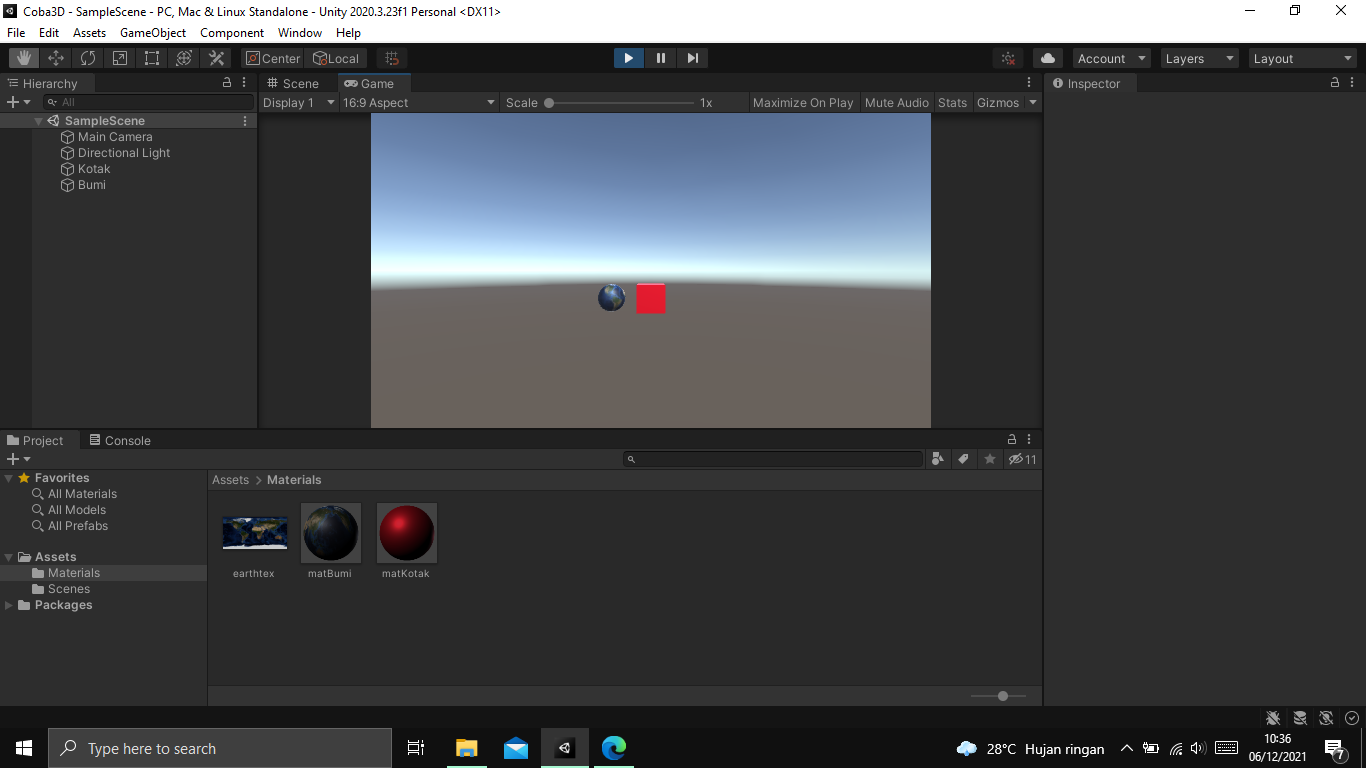 Coba3D - SampleScene - PC, Mac & Linux Standalone - Unity 2020.3.23f1 Personal <DX11>
File Edit Assets GameObject Component Window Help
Center Local Account Layers Layout
Hierarchy
All
SampleScene
Main Camera
Directional Light
Kotak
Bumi
Scene Game
Display 1 16:9 Aspect Scale 1x Maximize On Play Mute Audio Stats Gizmos
Inspector
Project Console
11
Favorites
All Materials
All Models
All Prefabs
Assets
Materials
Scenes
Packages
Assets > Materials
earthtex matBumi matKotak
Type here to search
28°C Hujan ringan
10:36
06/12/2021
7